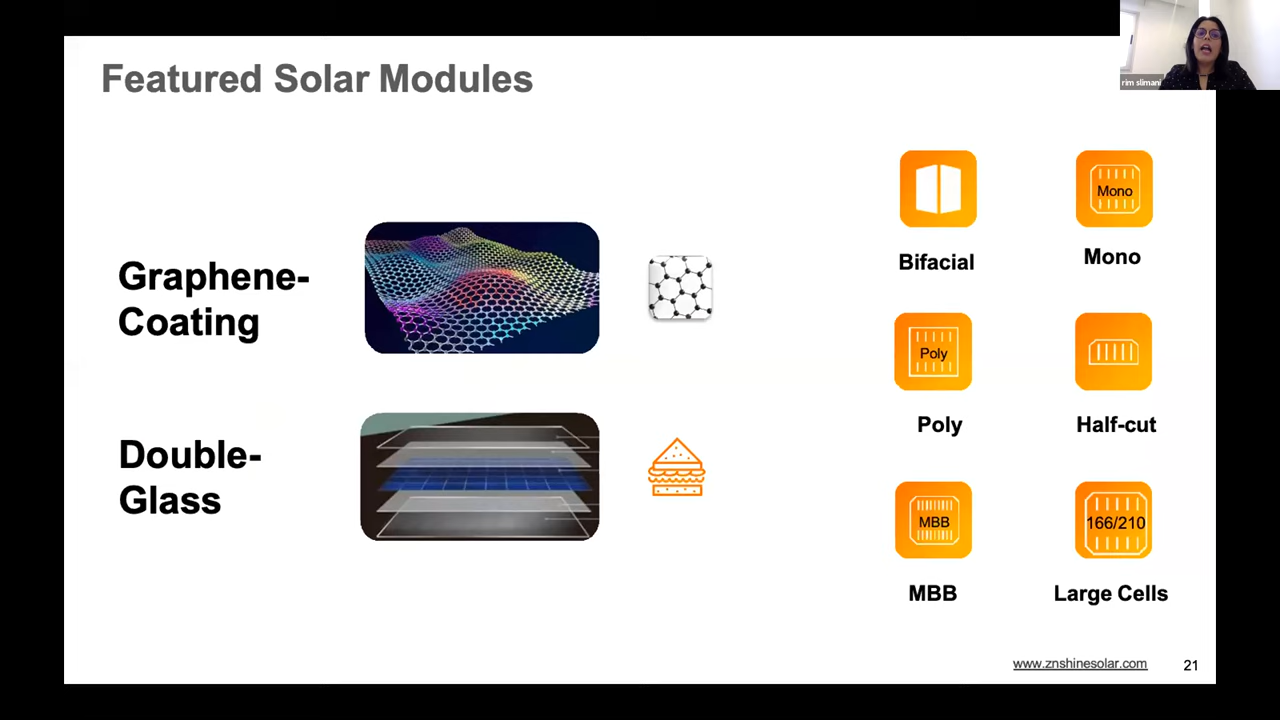 Featured Solar Modules
rim slimani
Graphene-
Coating
Double-
Glass
Bifacial
Mono
Mono
Poly
Poly
Half-cut
MBB
MBB
166/210
Large Cells
www.znshinesolar.com
21